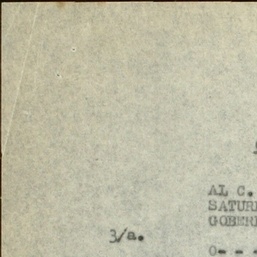 AL C.
SATUR
GOBER
3/a.
O- - -